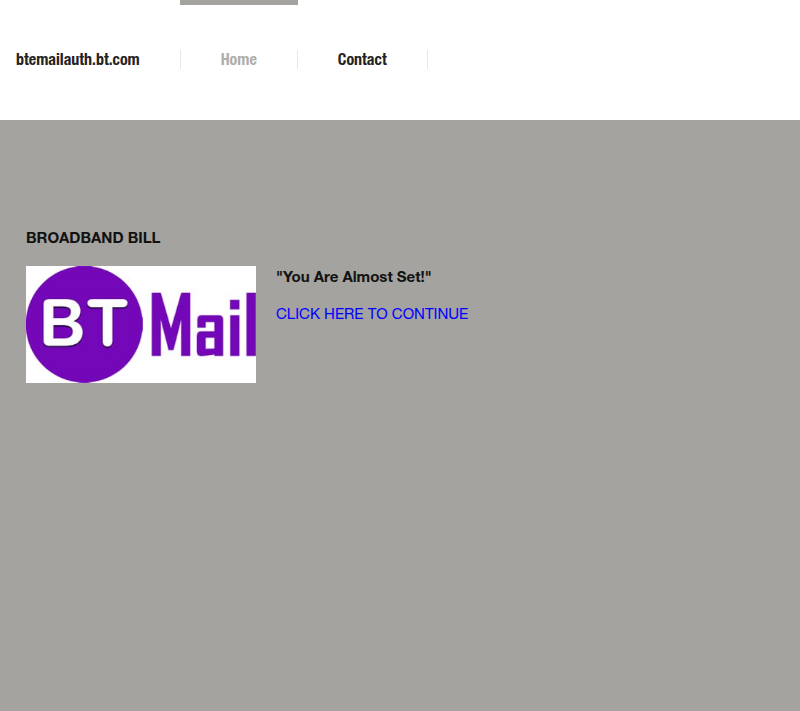 btemailauth.bt.com
Home
Contact
BROADBAND BILL
BT Mail
"You Are Almost Set!"
CLICK HERE TO CONTINUE